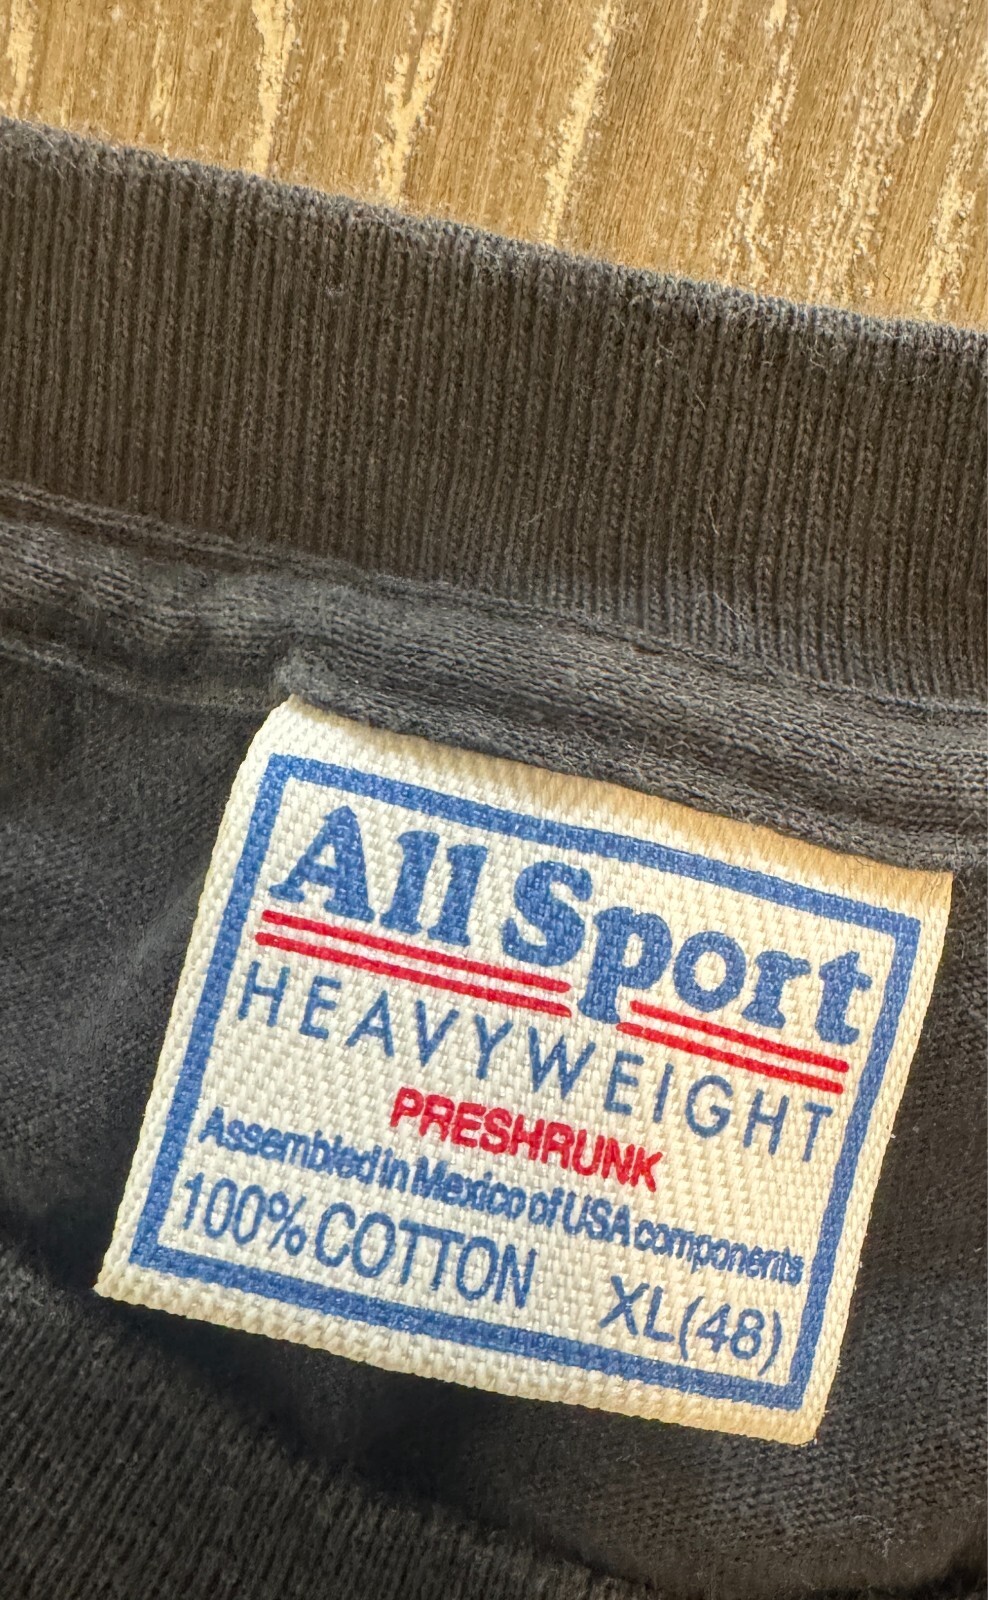 All Sport
HEAVYWEIGHT
PRESHRUNK
Assembled in Mexico of USA components
100% COTTON XL(48)